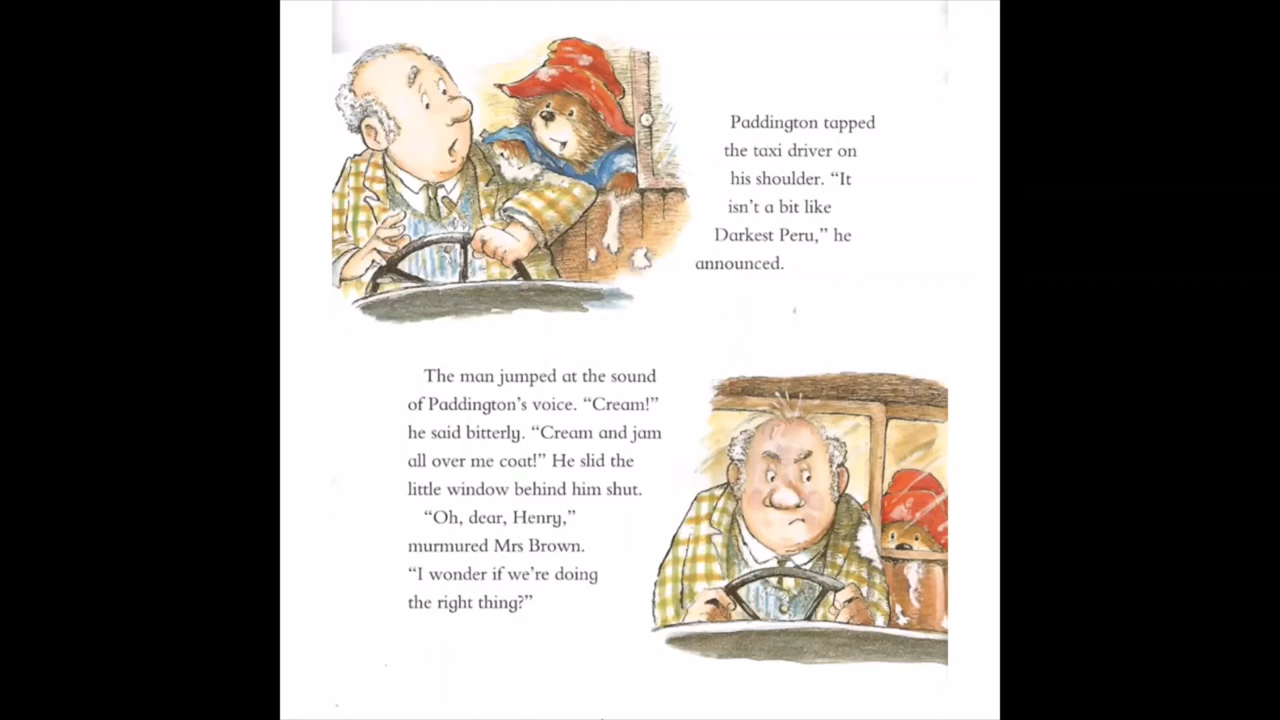 Paddington tapped
the taxi driver on
his shoulder. “It
isn’t a bit like
Darkest Peru,” he
announced.
The man jumped at the sound
of Paddington’s voice. “Cream!”
he said bitterly. “Cream and jam
all over me coat!” He slid the
little window behind him shut.
“Oh, dear, Henry,”
murmured Mrs Brown.
“I wonder if we’re doing
the right thing?”